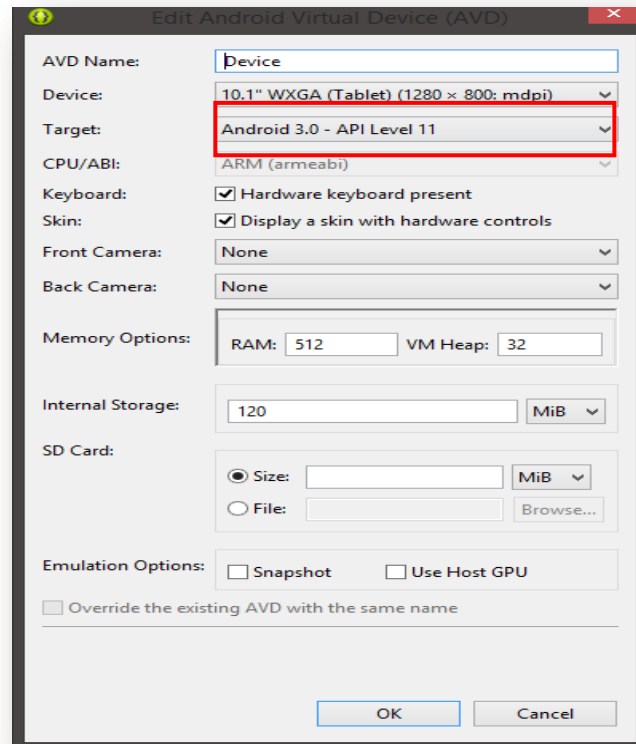 Edit Android Virtual Device (AVD)
AVD Name: Device
Device: 10.1" WXGA (Tablet) (1280 × 800: mdpi)
Target: Android 3.0 - API Level 11
CPU/ABI: ARM (armeabi)
Keyboard: Hardware keyboard present
Skin: Display a skin with hardware controls
Front Camera: None
Back Camera: None
Memory Options: RAM: 512 VM Heap: 32
Internal Storage: 120 MiB
SD Card:
Size: MiB
File: Browse...
Emulation Options: Snapshot Use Host GPU
Override the existing AVD with the same name
OK Cancel